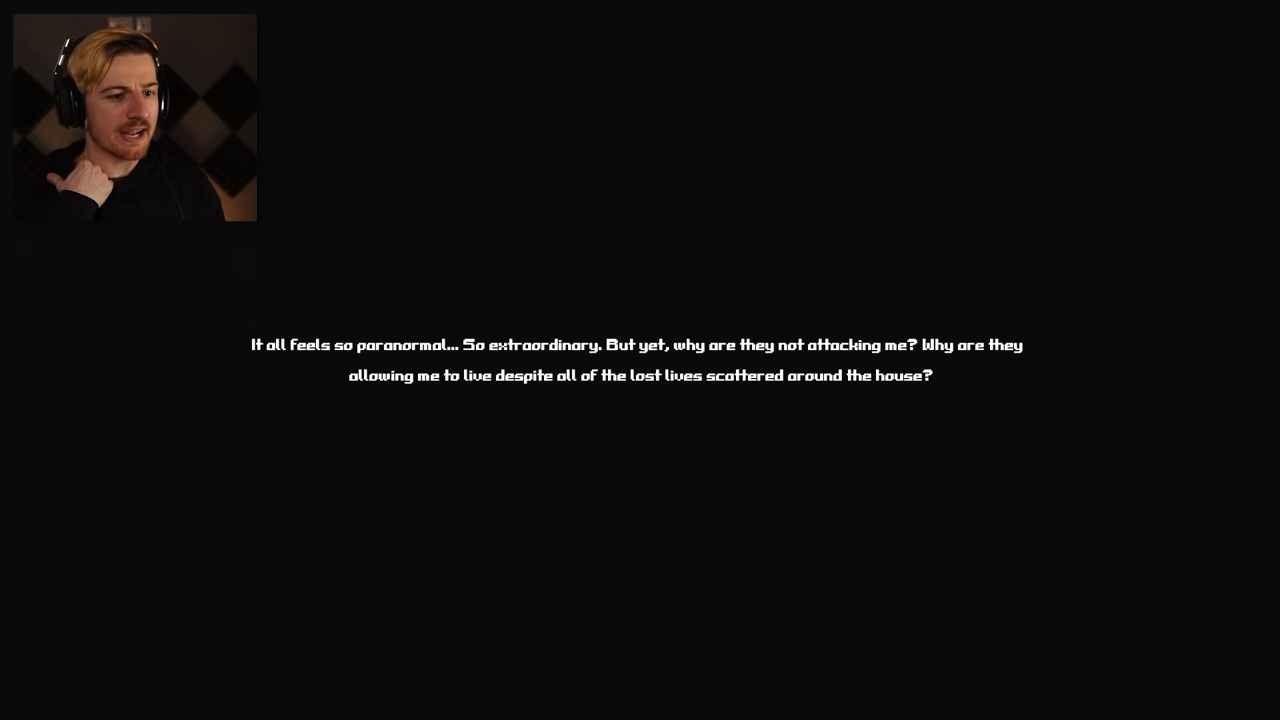 It all feels so paranormal... So extraordinary. But yet, why are they not attacking me? Why are they
allowing me to live despite all of the lost lives scattered around the house?